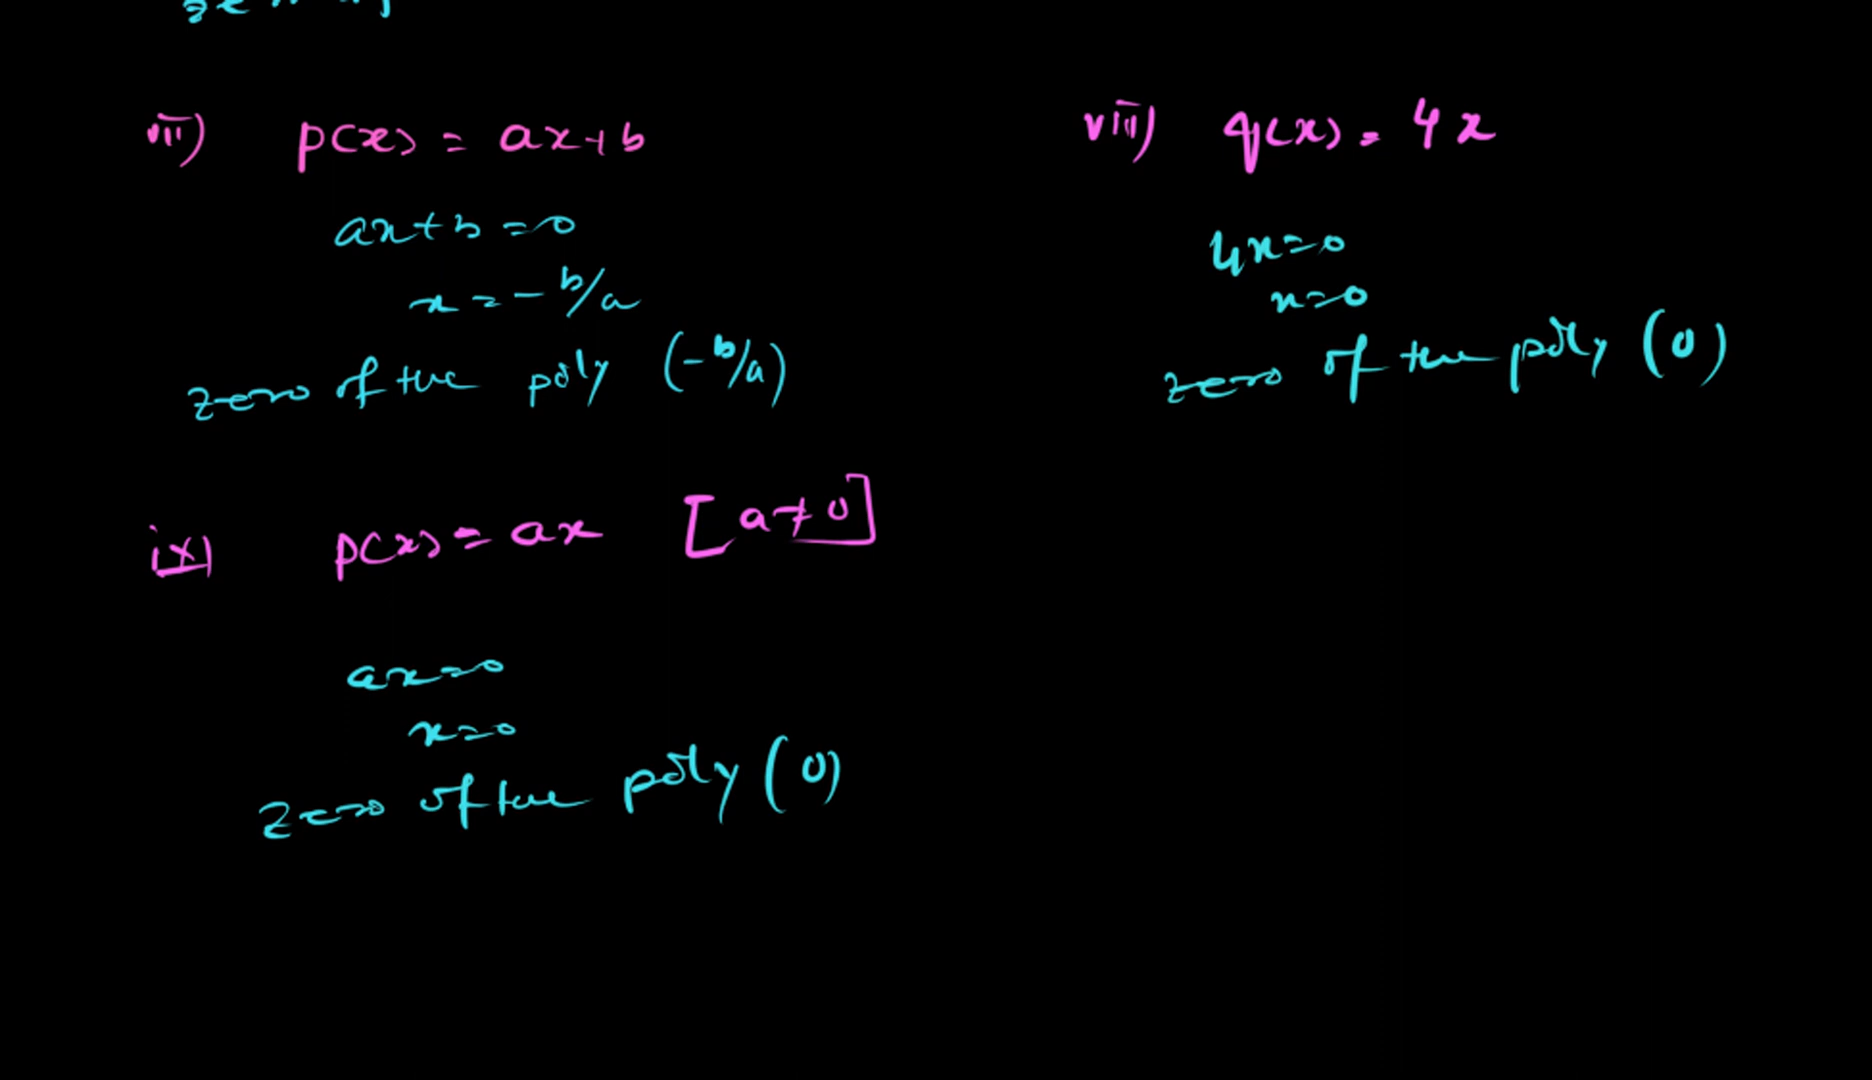 vii) p(x) = ax+b
ax+b=0
x=-b/a
zero of the poly (-b/a)
viii) q(x)=4x
4x=0
x=0
zero of the poly (0)
ix) p(x)=ax [a≠0]
ax=0
x=0
zero of the poly (0)